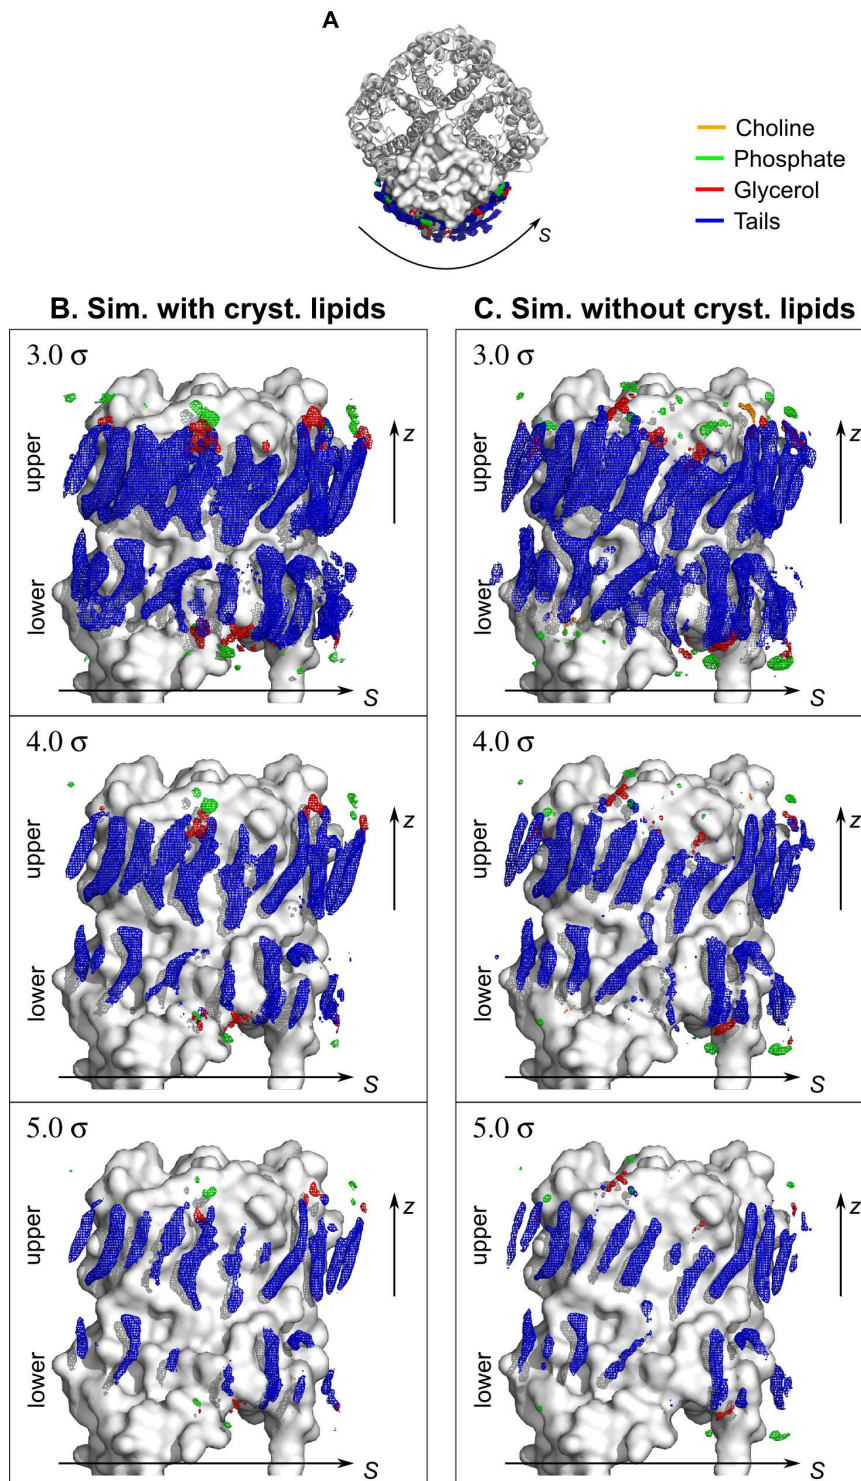 A
Choline
Phosphate
Glycerol
Tails
S
B. Sim. with cryst. lipids
C. Sim. without cryst. lipids
3.0 σ
upper
lower
z
S
3.0 σ
upper
lower
z
S
4.0 σ
upper
lower
z
S
4.0 σ
upper
lower
z
S
5.0 σ
upper
lower
z
S
5.0 σ
upper
lower
z
S